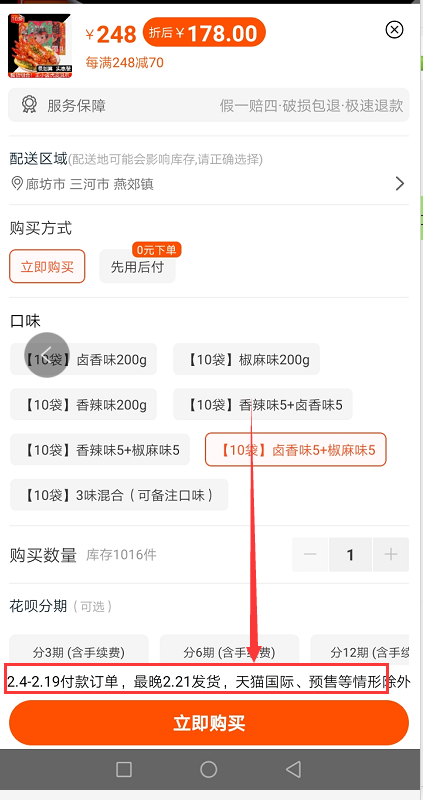 ¥248 折后¥178.00
每满248减70
服务保障 假一赔四·破损包退·极速退款
配送区域(配送地可能会影响库存,请正确选择)
廊坊市 三河市 燕郊镇
购买方式
0元下单
立即购买 先用后付
口味
【10袋】卤香味200g 【10袋】椒麻味200g
【10袋】香辣味200g 【10袋】香辣味5+卤香味5
【10袋】香辣味5+椒麻味5 【10袋】卤香味5+椒麻味5
【10袋】3味混合（可备注口味）
购买数量 库存1016件 1
花呗分期（可选）
分3期 (含手续费) 分6期 (含手续费) 分12期 (含手
2.4-2.19付款订单，最晚2.21发货，天猫国际、预售等情形除外
立即购买